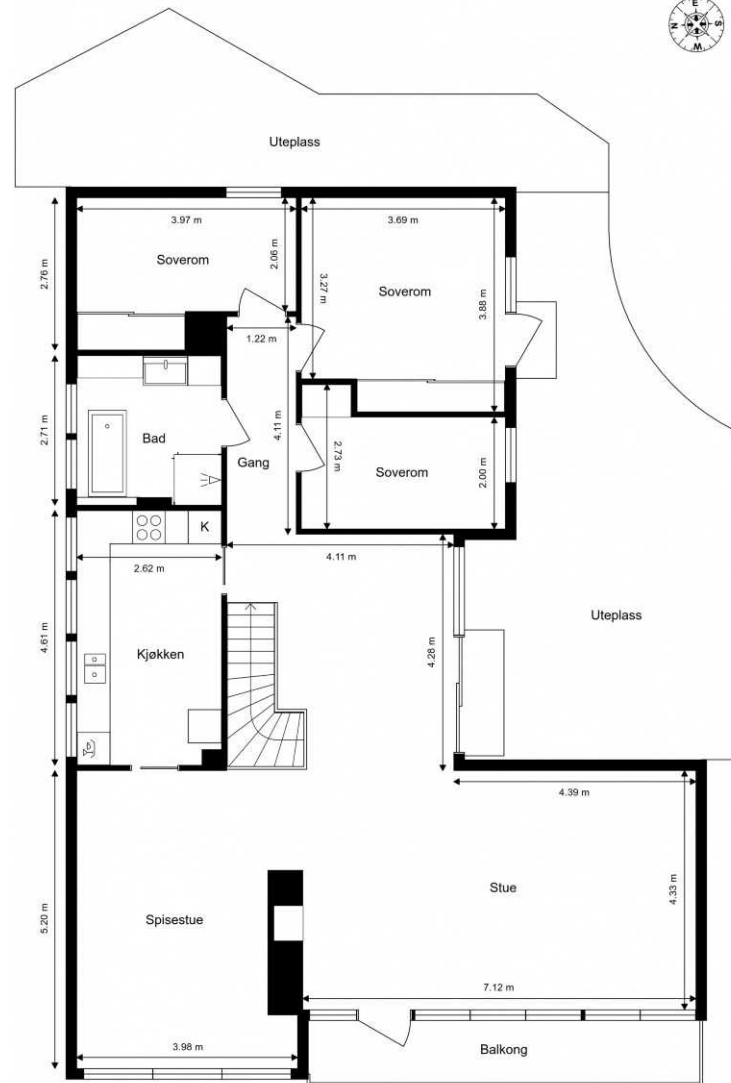 E
N
S
W
Uteplass
3.97 m
3.69 m
2.76 m
2.06 m
Soverom
3.27 m
Soverom
3.88 m
1.22 m
2.71 m
Bad
4.11 m
Gang
2.73 m
Soverom
2.00 m
K
4.11 m
2.62 m
4.61 m
Kjøkken
4.28 m
Uteplass
4.39 m
5.20 m
Spisestue
Stue
4.33 m
7.12 m
3.98 m
Balkong